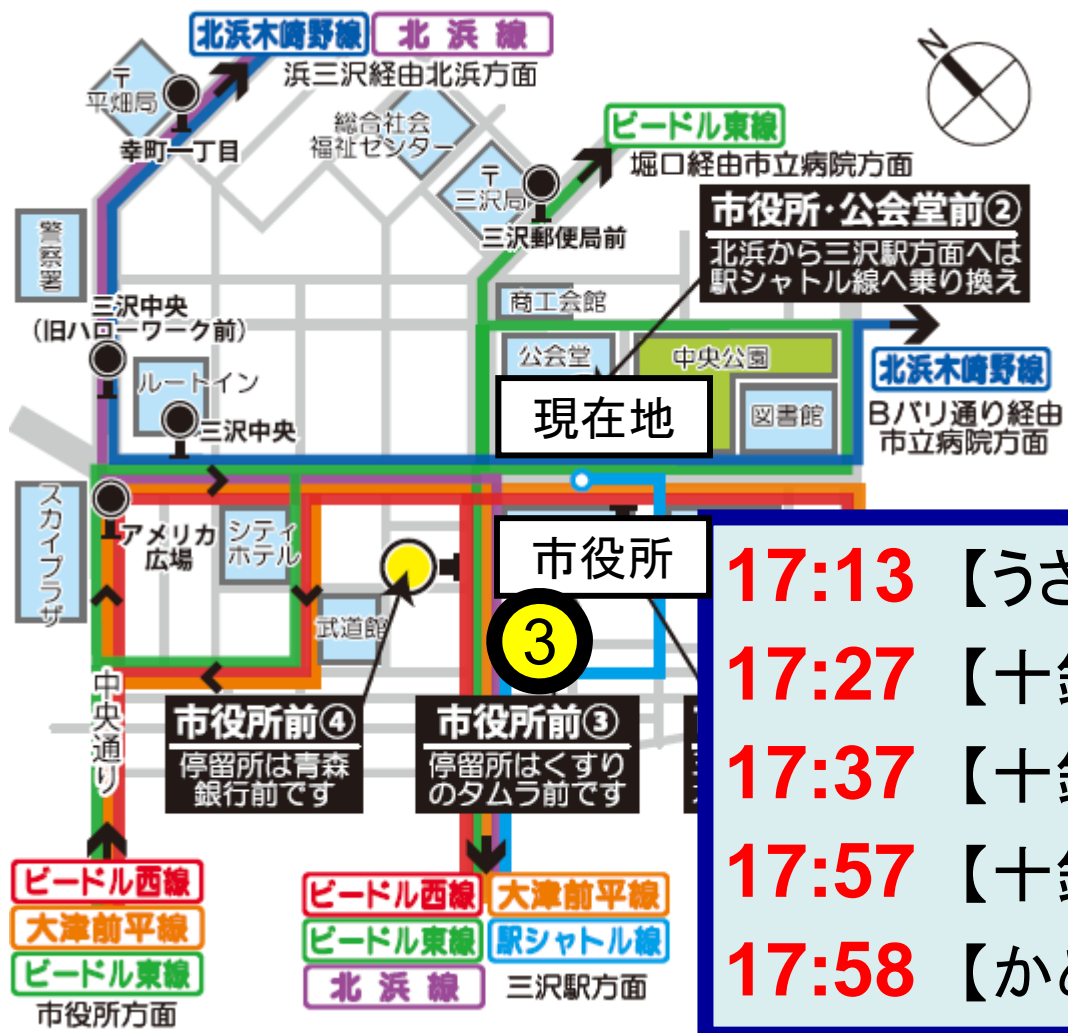 北浜木崎野線
北浜線
浜三沢経由北浜方面
N
〒
平畑局
幸町一丁目
総合社会
福祉センター
〒
三沢局
三沢郵便局前
ビードル東線
堀口経由市立病院方面
市役所・公会堂前②
北浜から三沢駅方面へは
駅シャトル線へ乗り換え
警察署
三沢中央
(旧ハローワーク前)
ルートイン
三沢中央
商工会館
公会堂
中央公園
図書館
北浜木崎野線
Bバリ通り経由
市立病院方面
現在地
スカイプラザ
アメリカ
広場
シティ
ホテル
武道館
市役所
3
中央通り
市役所前④
停留所は青森
銀行前です
市役所前③
停留所はくすり
のタムラ前です
17:13 【うさ
17:27 【十鉄
17:37 【十鉄
17:57 【十鉄
17:58 【かど
ビードル西線
大津前平線
ビードル東線
市役所方面
ビードル西線
大津前平線
ビードル東線
駅シャトル線
北浜線
三沢駅方面